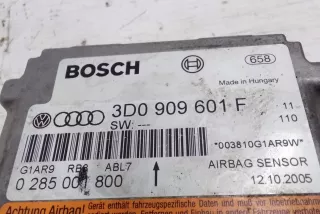 BOSCH
658
Made in Hungary
3D0 909 601 F
11
110
SW: ---
*003810G1AR9W*
G1AR9 ABL7
AIRBAG SENSOR
0 285 001 800
12.10.2005
Achtung Airbag!